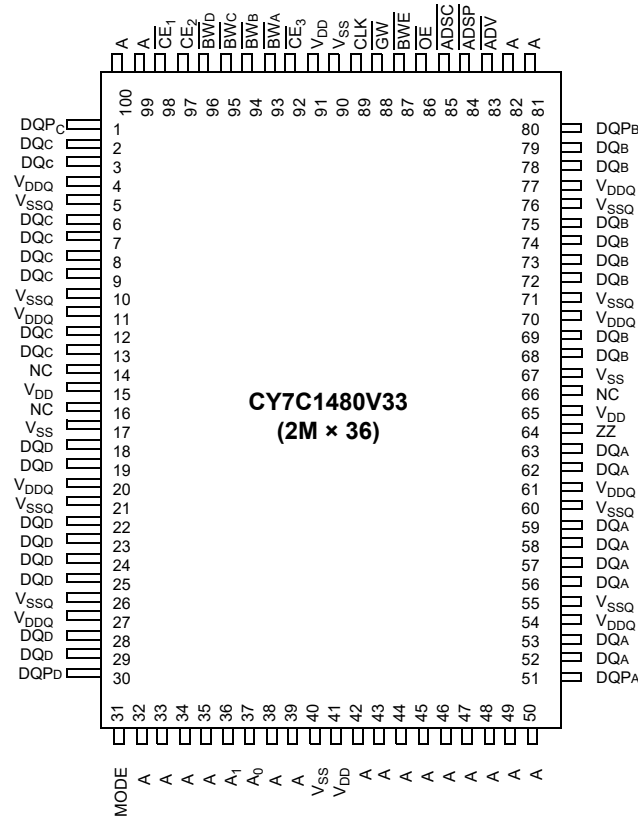 A A CE1 CE2 BWD BWC BWB BWA CE3 VDD VSS CLK GW BWE OE ADSC ADSP ADV A A
100 99 98 97 96 95 94 93 92 91 90 89 88 87 86 85 84 83 82 81
DQPC 1 80 DQPB
DQC 2 79 DQB
DQC 3 78 DQB
VDDQ 4 77 VDDQ
VSSQ 5 76 VSSQ
DQC 6 75 DQB
DQC 7 74 DQB
DQC 8 73 DQB
DQC 9 72 DQB
VSSQ 10 71 VSSQ
VDDQ 11 70 VDDQ
DQC 12 69 DQB
DQC 13 68 DQB
NC 14 67 VSS
VDD 15 66 NC
NC 16 65 VDD
VSS 17 64 ZZ
DQD 18 63 DQA
DQD 19 62 DQA
VDDQ 20 61 VDDQ
VSSQ 21 60 VSSQ
DQD 22 59 DQA
DQD 23 58 DQA
DQD 24 57 DQA
DQD 25 56 DQA
VSSQ 26 55 VSSQ
VDDQ 27 54 VDDQ
DQD 28 53 DQA
DQD 29 52 DQA
DQPD 30 51 DQPA
CY7C1480V33
(2M × 36)
31 32 33 34 35 36 37 38 39 40 41 42 43 44 45 46 47 48 49 50
MODE A A A A A1 A0 A A VSS VDD A A A A A A A A A